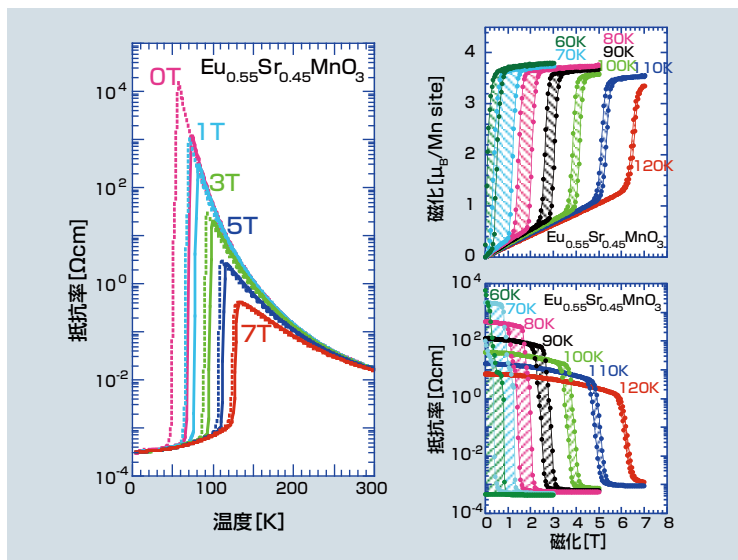 Eu0.55Sr0.45MnO3
0T
1T
3T
5T
7T
抵抗率[Ωcm]
10^4
10^2
10^0
10^-2
10^-4
0
100
200
300
温度[K]
60K
70K
80K
90K
100K
110K
120K
磁化[μB/Mn site]
4
3
2
1
0
Eu0.55Sr0.45MnO3
Eu0.55Sr0.45MnO3
60K
70K
80K
90K
100K
110K
120K
抵抗率[Ωcm]
10^4
10^2
10^0
10^-2
10^-4
0 1 2 3 4 5 6 7 8
磁化[T]